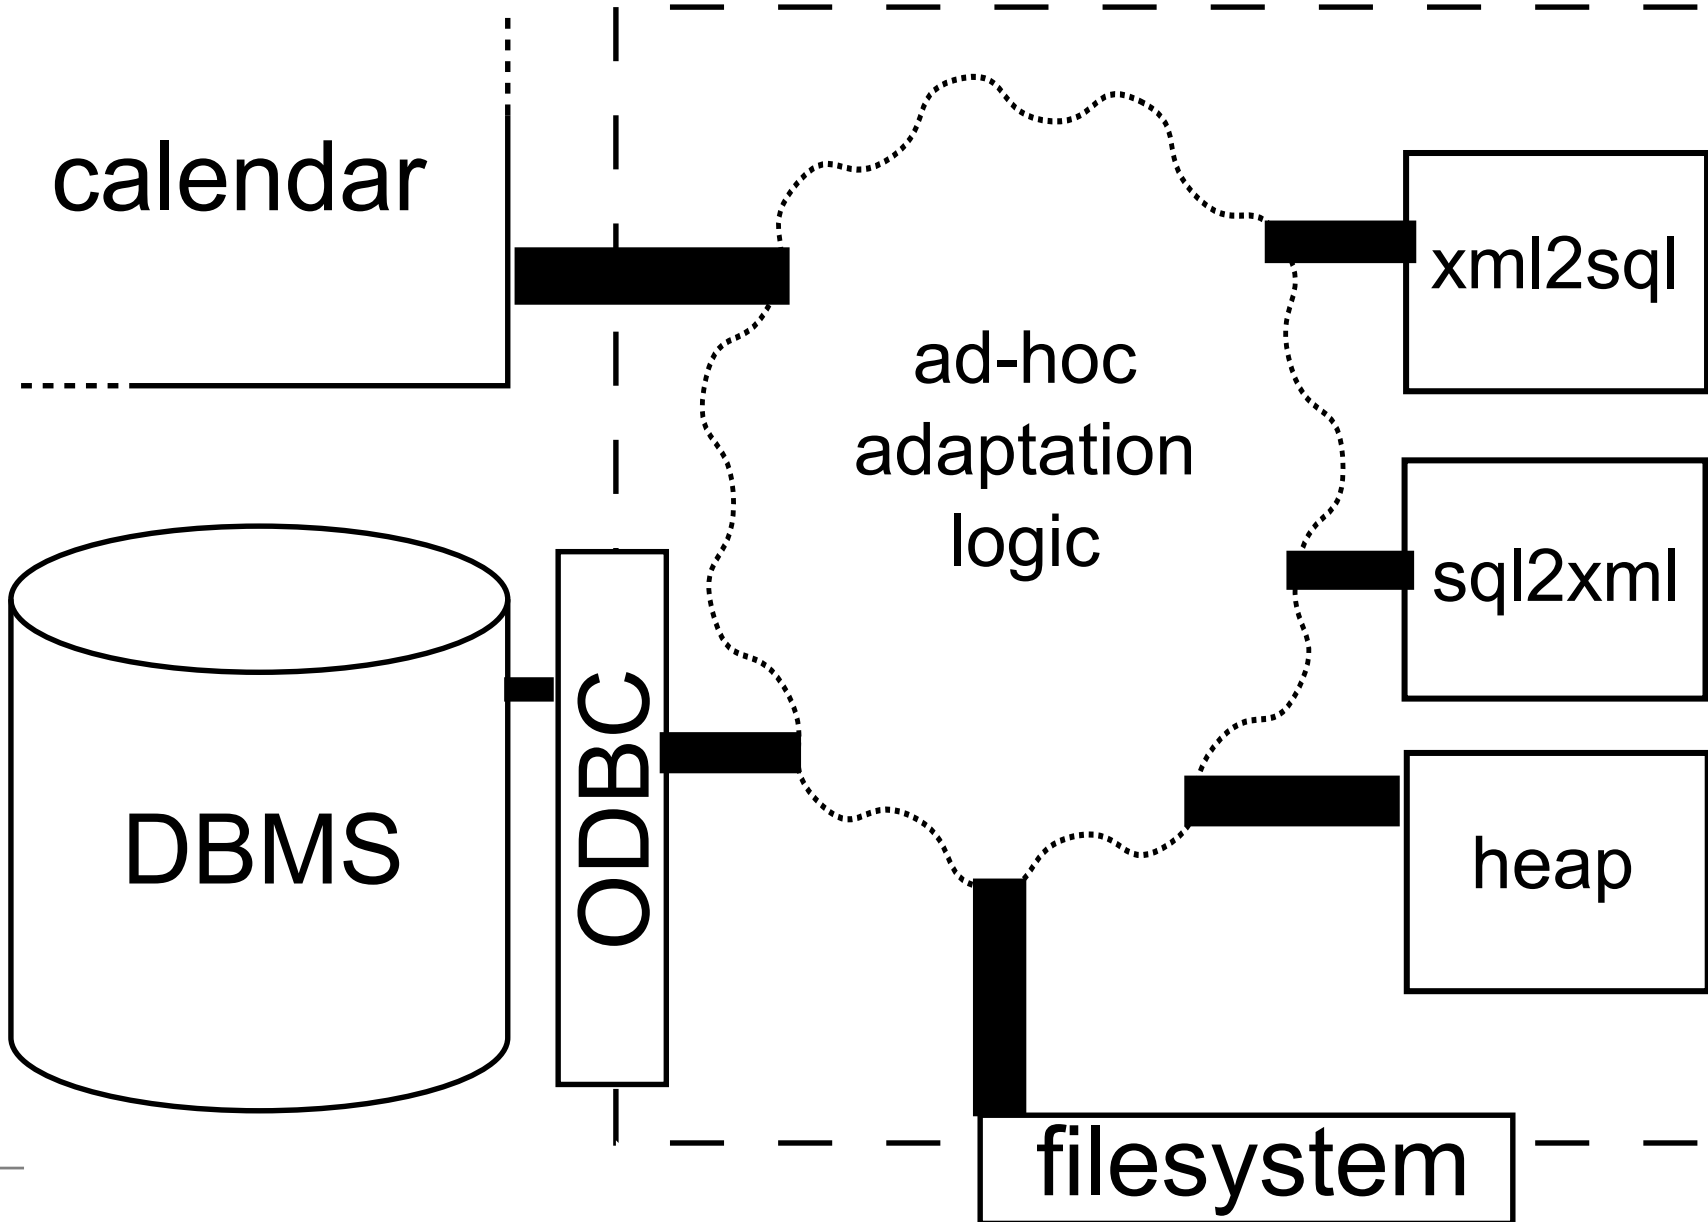 calendar
xml2sql
ad-hoc
adaptation
logic
sql2xml
DBMS
ODBC
heap
filesystem